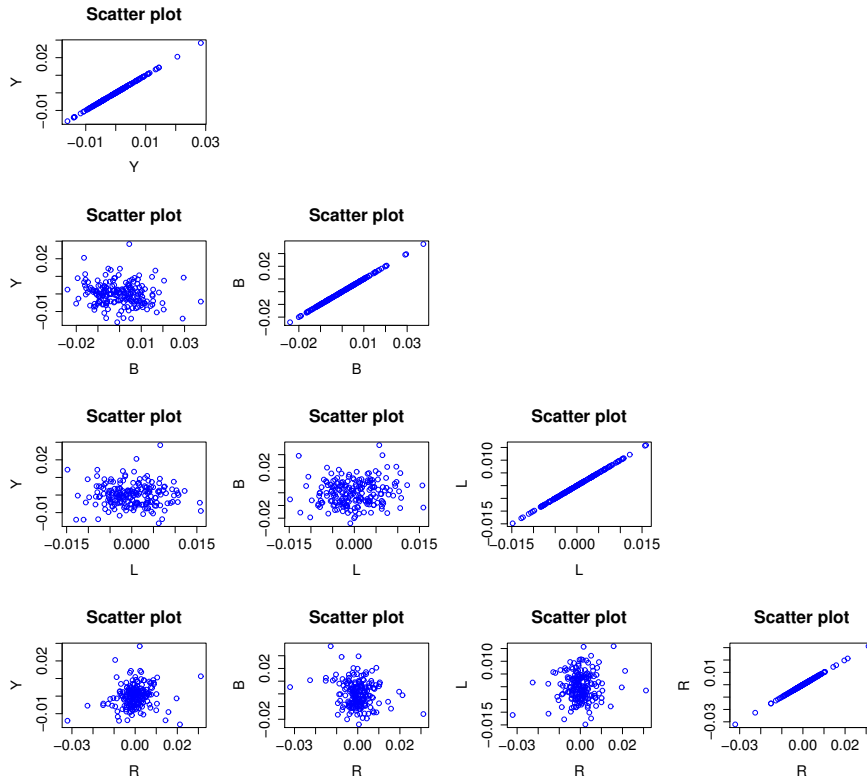 Scatter plot
Y
−0.01 0.02
−0.01 0.01 0.03
Y
Scatter plot Scatter plot
Y
−0.01 0.02
B
−0.02 0.02
−0.02 0.01 0.03
−0.02 0.01 0.03
B B
Scatter plot Scatter plot Scatter plot
Y
−0.01 0.02
B
−0.02 0.02
L
−0.015 0.010
−0.015 0.000 0.015
−0.015 0.000 0.015
−0.015 0.000 0.015
L L L
Scatter plot Scatter plot Scatter plot Scatter plot
Y
−0.01 0.02
B
−0.02 0.02
L
−0.015 0.010
R
−0.03 0.01
−0.03 0.00 0.02
−0.03 0.00 0.02
−0.03 0.00 0.02
−0.03 0.00 0.02
R R R R